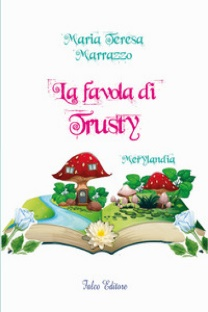 Maria Teresa
Marrazzo
La favola di
Trusty
Merylandia
Falco Editore